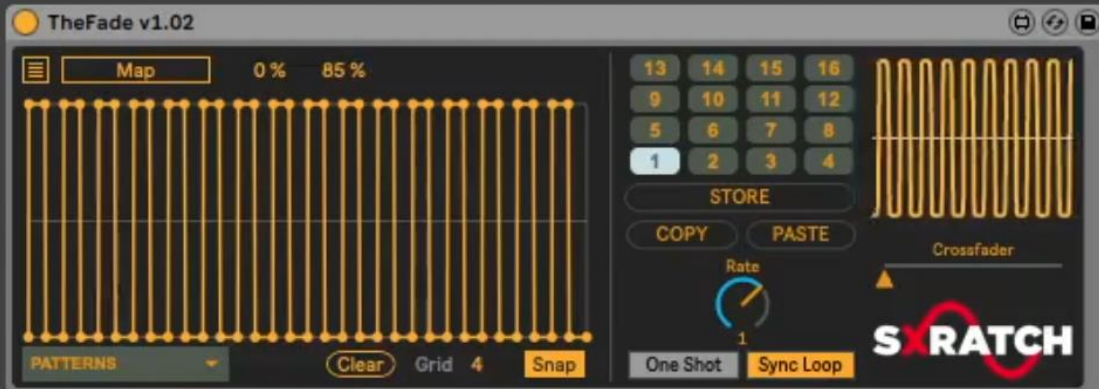 TheFade v1.02
Map 0 % 85 %
13 14 15 16
9 10 11 12
5 6 7 8
1 2 3 4
STORE
COPY PASTE
Rate
1
One Shot Sync Loop
PATTERNS Clear Grid 4 Snap
Crossfader
SXRATCH